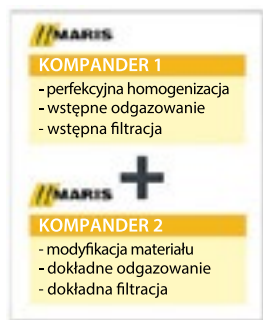 MARIS
KOMPANDER 1
- perfekcyjna homogenizacja
- wstępne odgazowanie
- wstępna filtracja
+
MARIS
KOMPANDER 2
- modyfikacja materiału
- dokładne odgazowanie
- dokładna filtracja